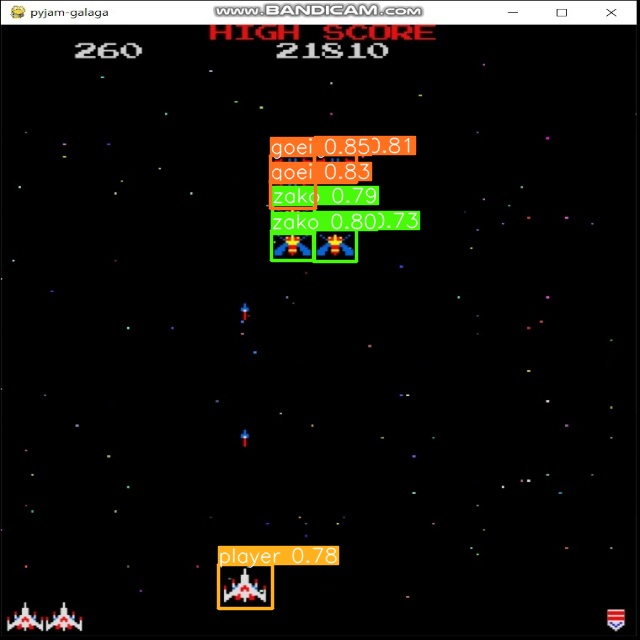 pyjam-galaga
WWW.BANDICAM.COM
HIGH SCORE
260
21810
goei 0.85 0.81
goei 0.83
zako 0.79
zako 0.80 0.73
player 0.78